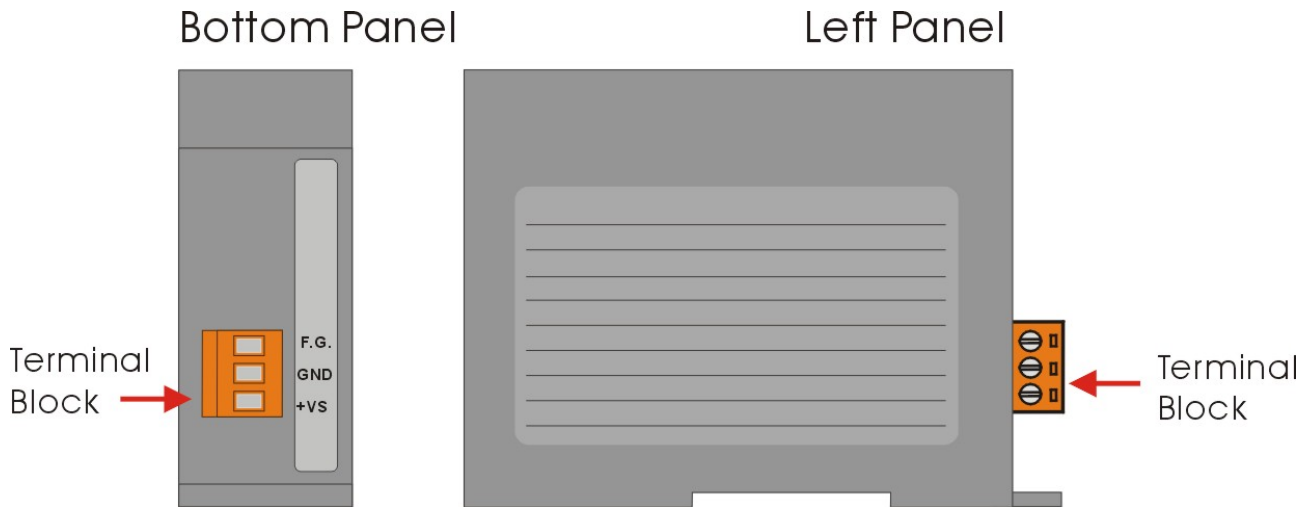 Bottom Panel
Left Panel
F.G.
GND
+VS
Terminal
Block
Terminal
Block